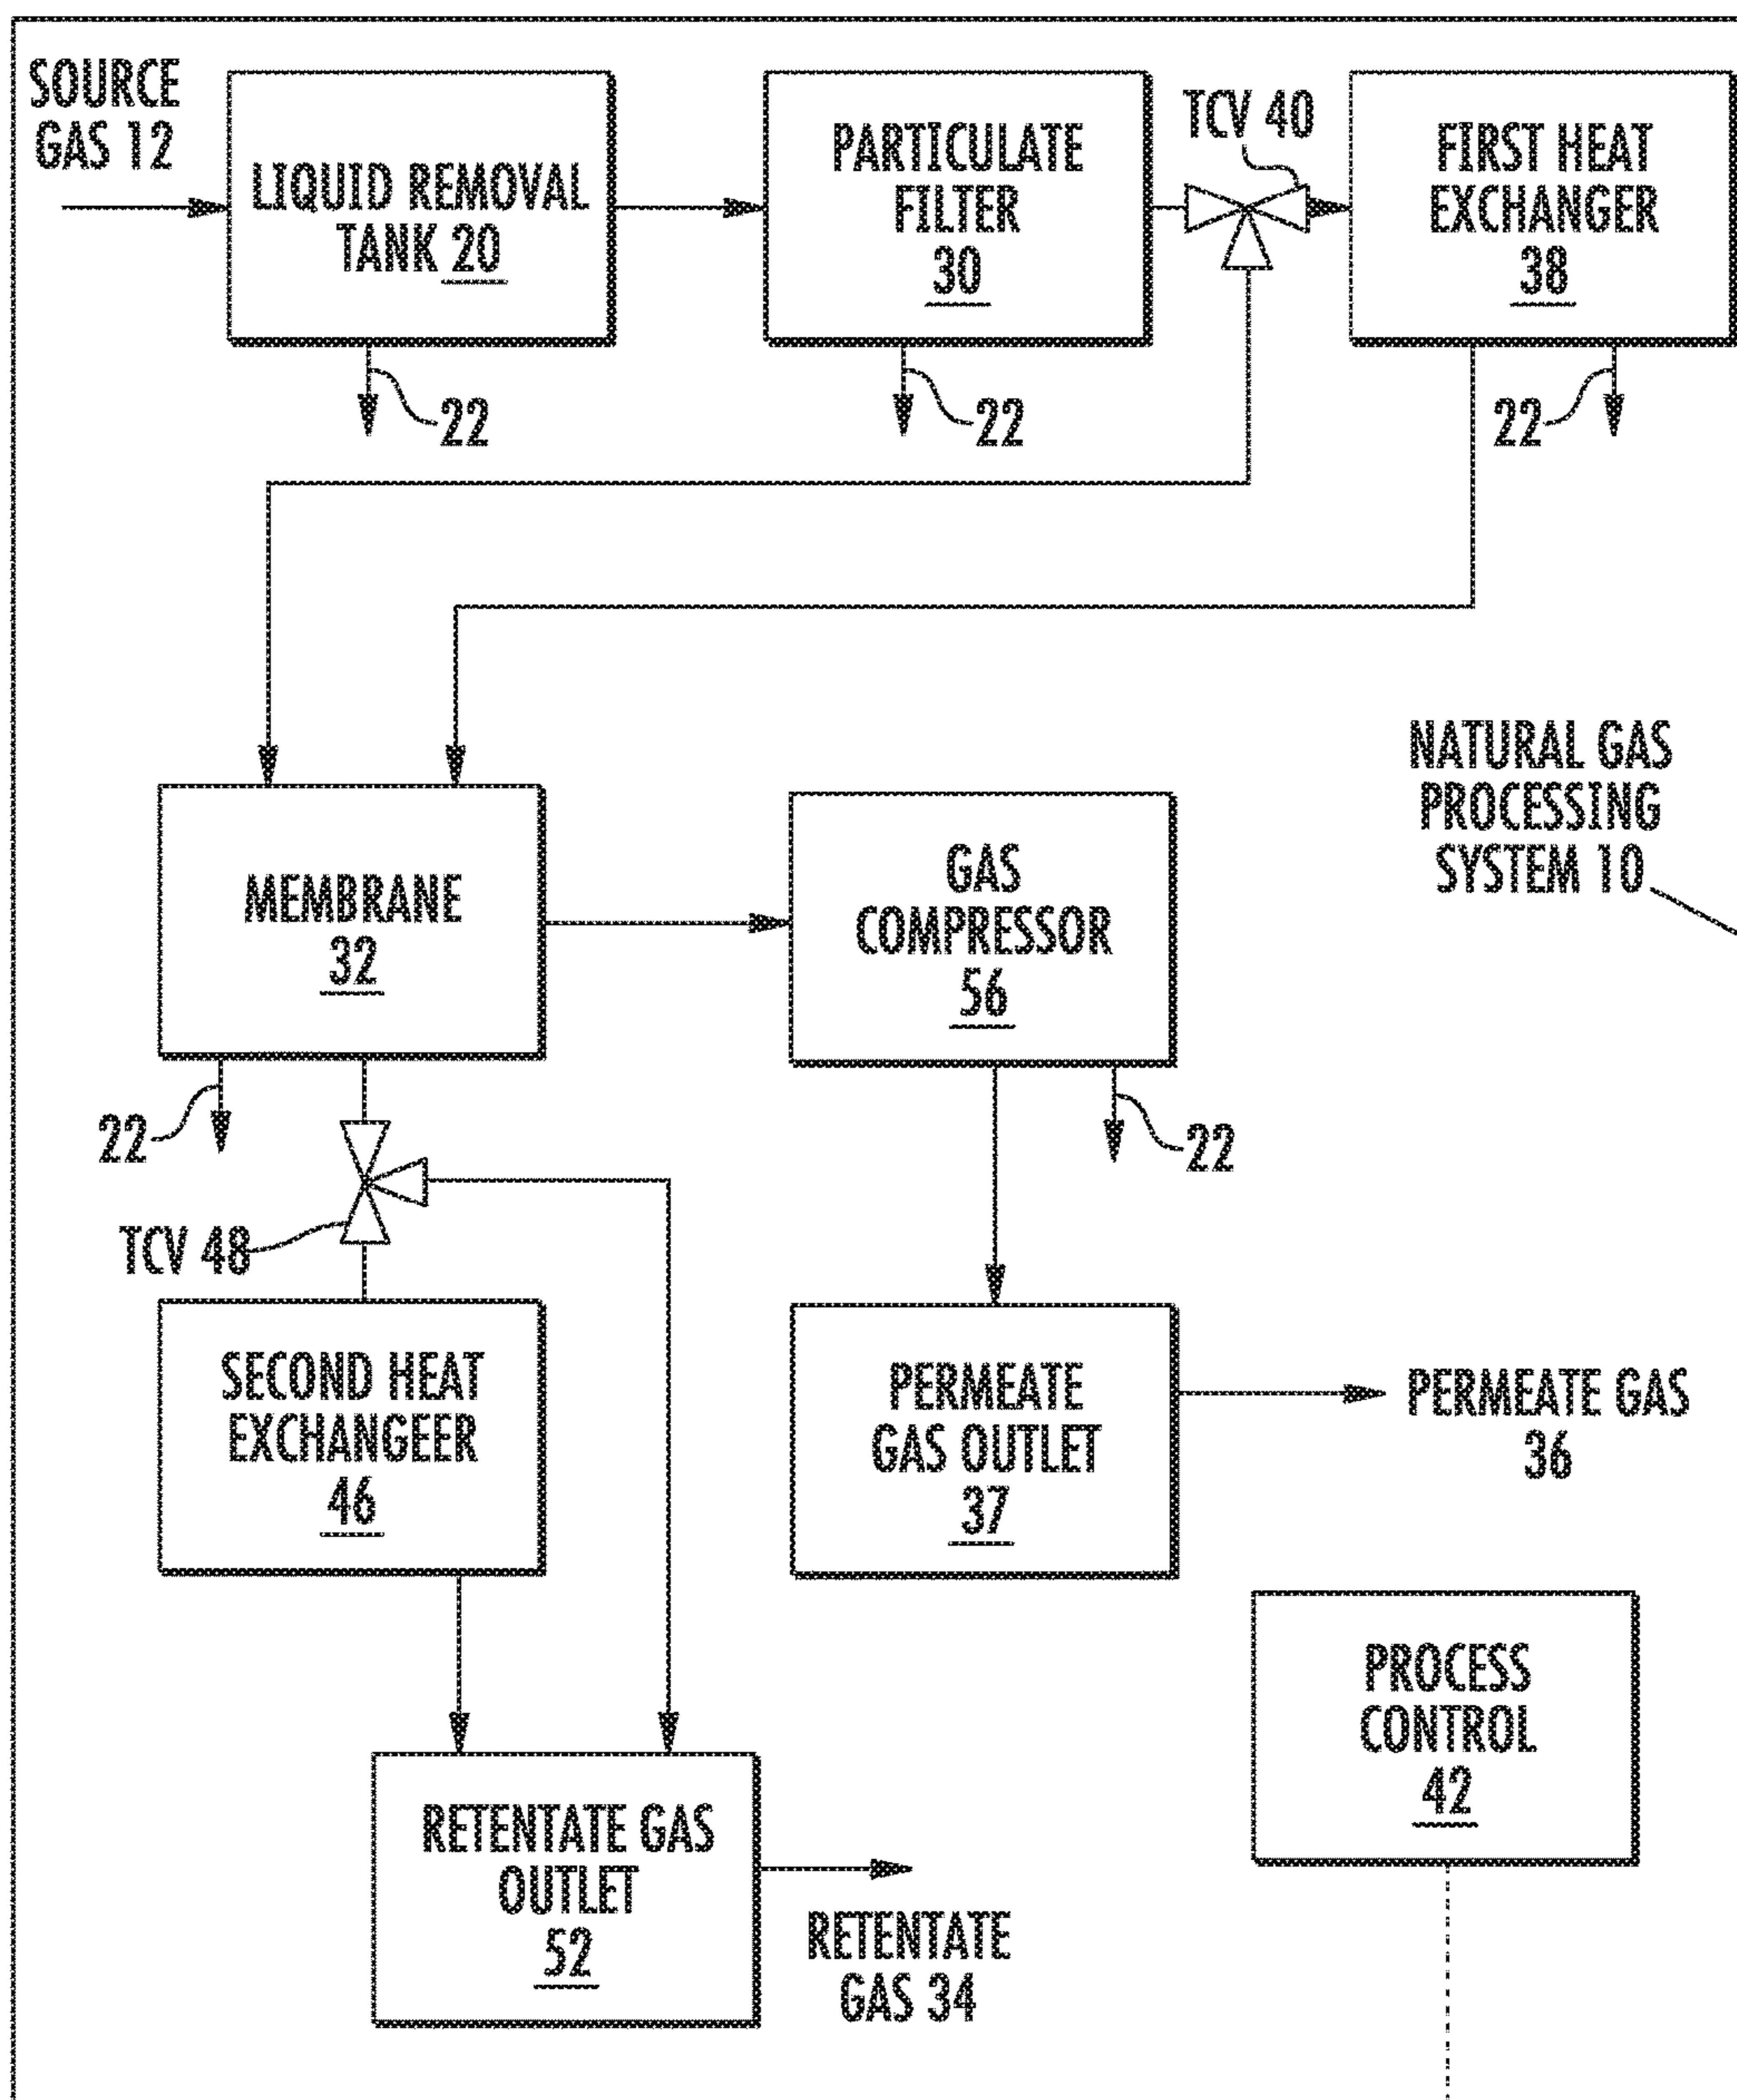 SOURCE
GAS 12
LIQUID REMOVAL
TANK 20
PARTICULATE
FILTER
30
TCV 40
FIRST HEAT
EXCHANGER
38
22
22
22
NATURAL GAS
PROCESSING
SYSTEM 10
MEMBRANE
32
GAS
COMPRESSOR
56
22
22
TCV 48
SECOND HEAT
EXCHANGEER
46
PERMEATE
GAS OUTLET
37
PERMEATE GAS
36
PROCESS
CONTROL
42
RETENTATE GAS
OUTLET
52
RETENTATE
GAS 34